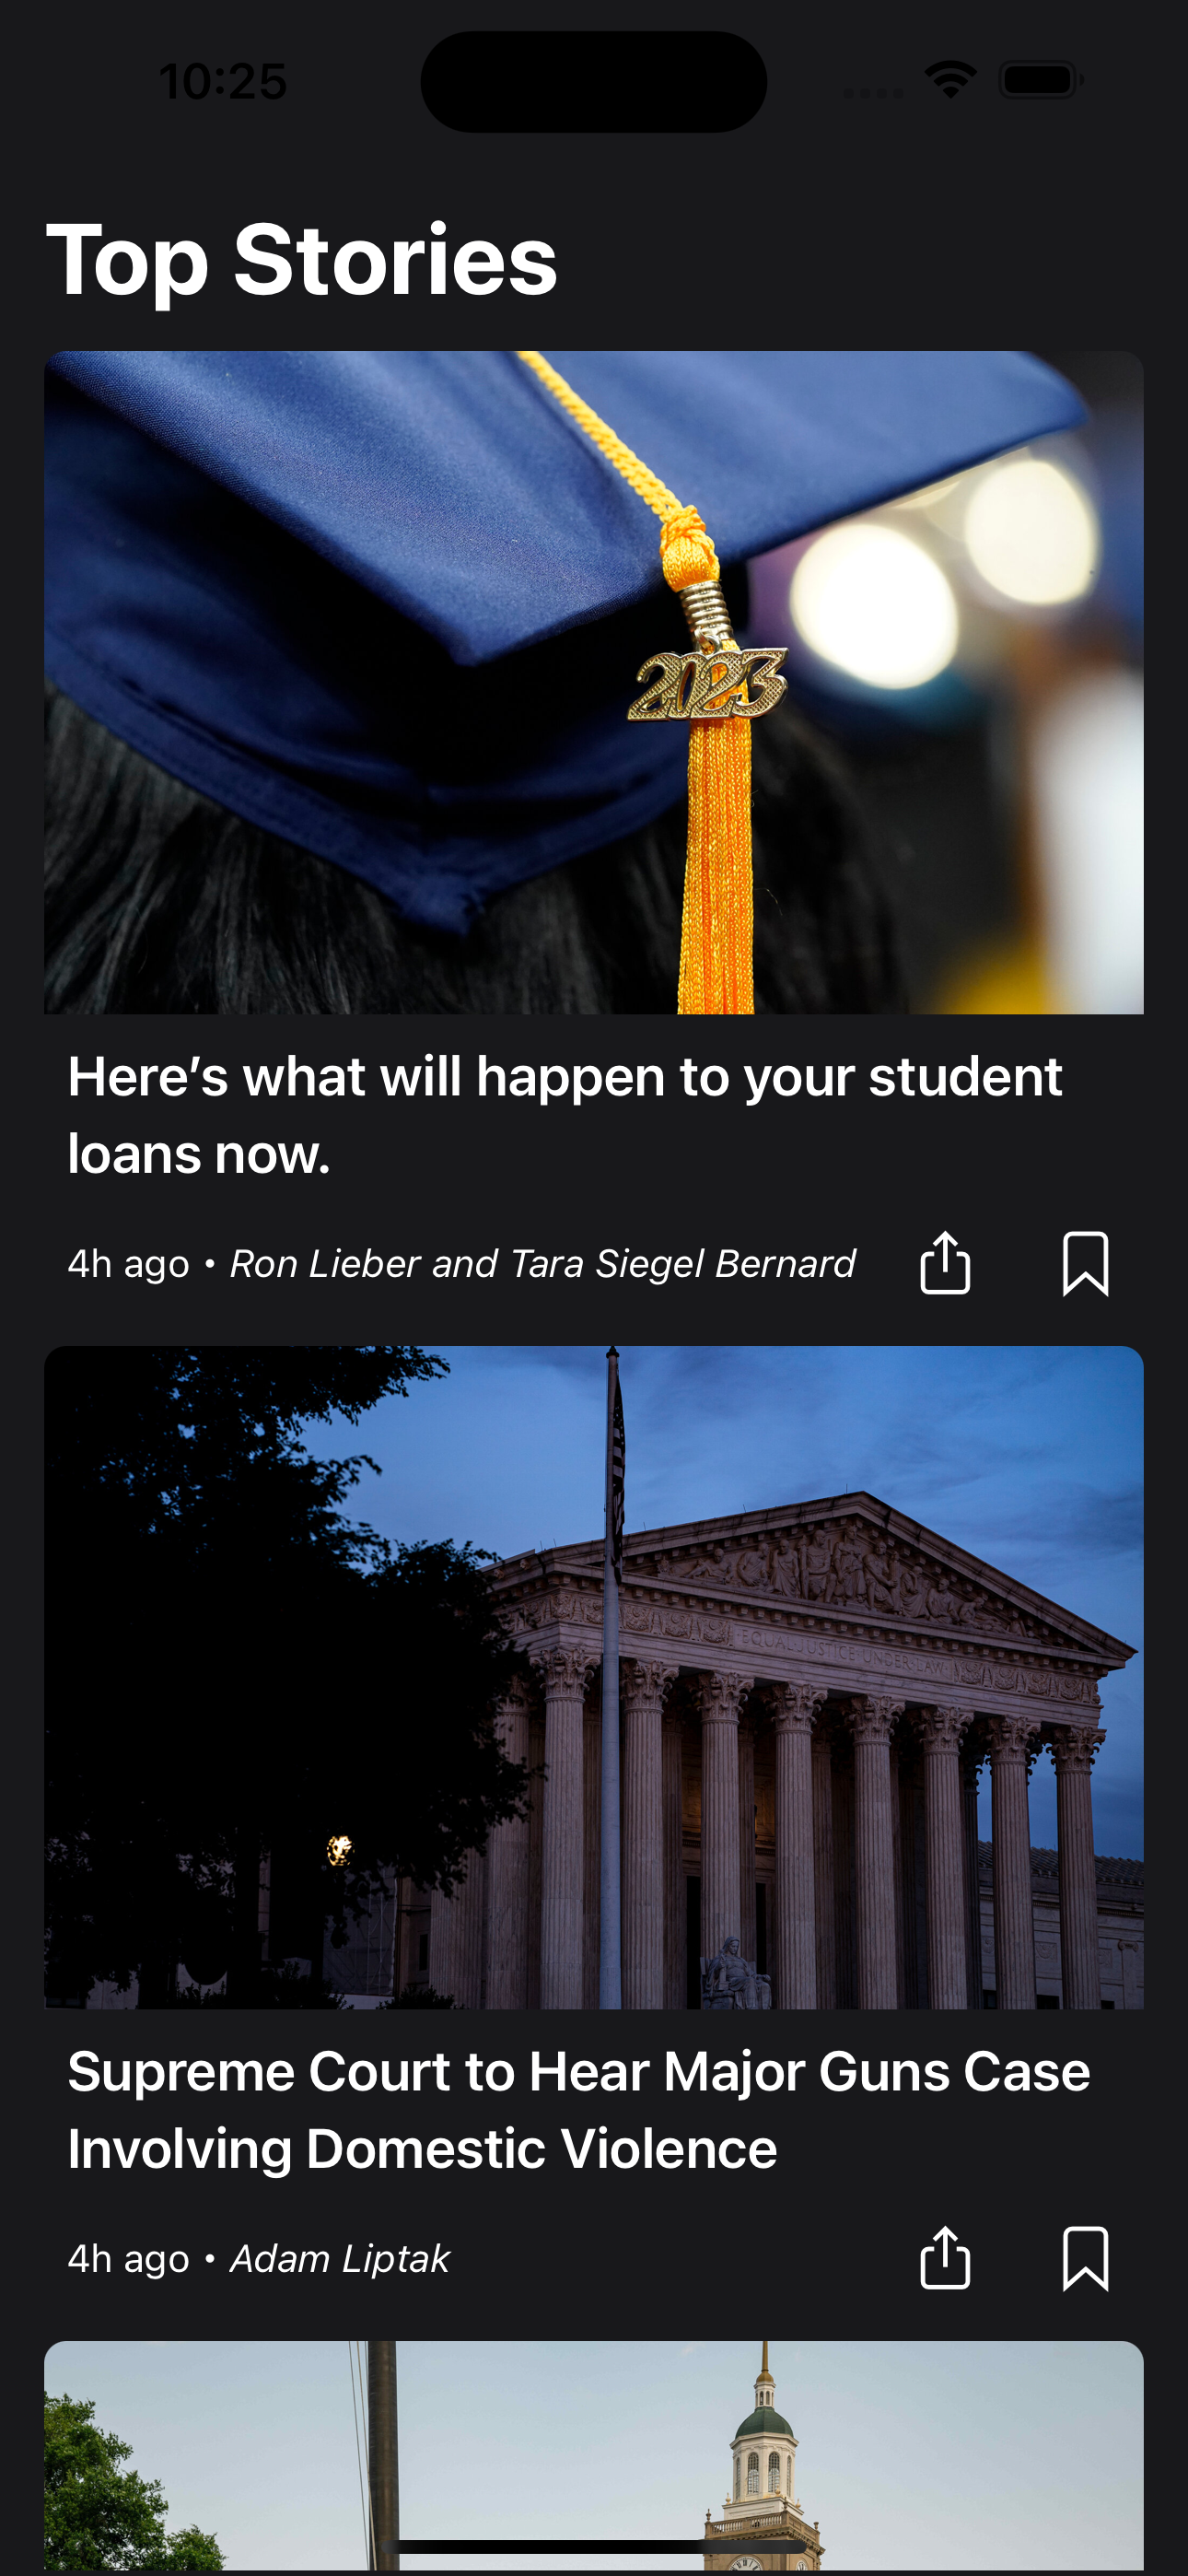 10:25
Top Stories
2023
Here’s what will happen to your student
loans now.
4h ago • Ron Lieber and Tara Siegel Bernard
EQUAL JUSTICE UNDER LAW
Supreme Court to Hear Major Guns Case
Involving Domestic Violence
4h ago • Adam Liptak